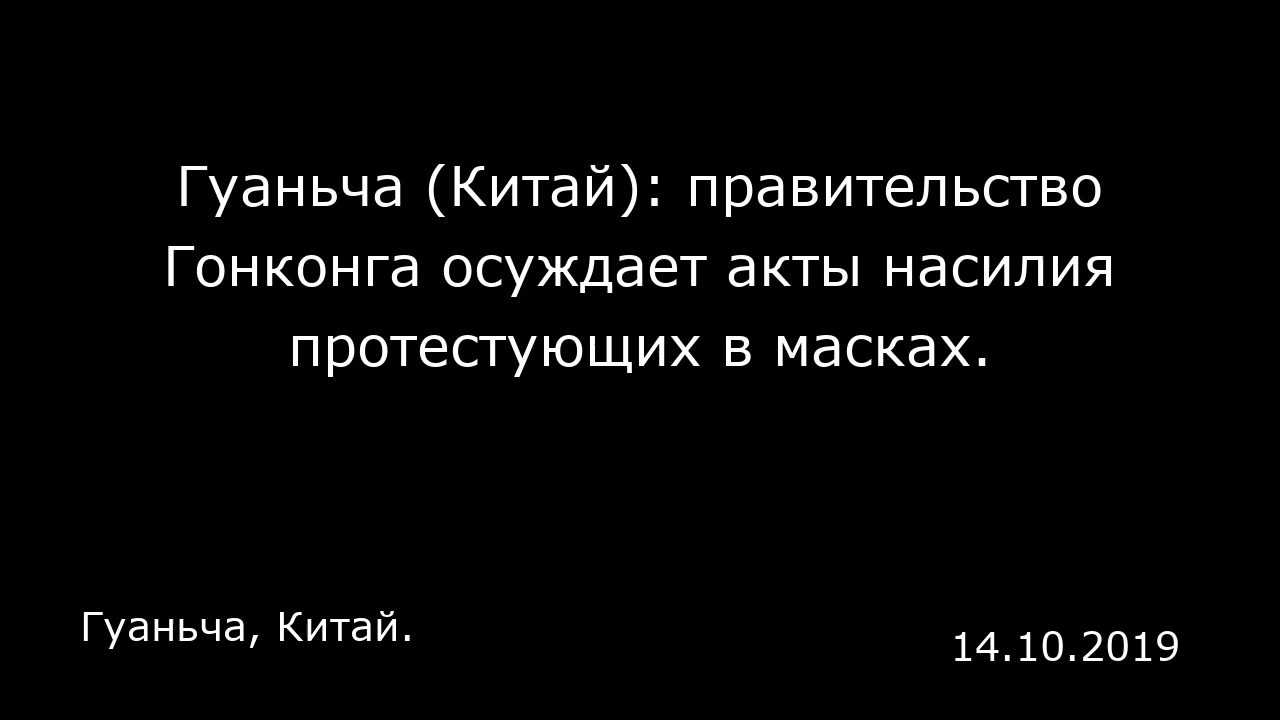 Гуаньча (Китай): правительство
Гонконга осуждает акты насилия
протестующих в масках.
Гуаньча, Китай.
14.10.2019